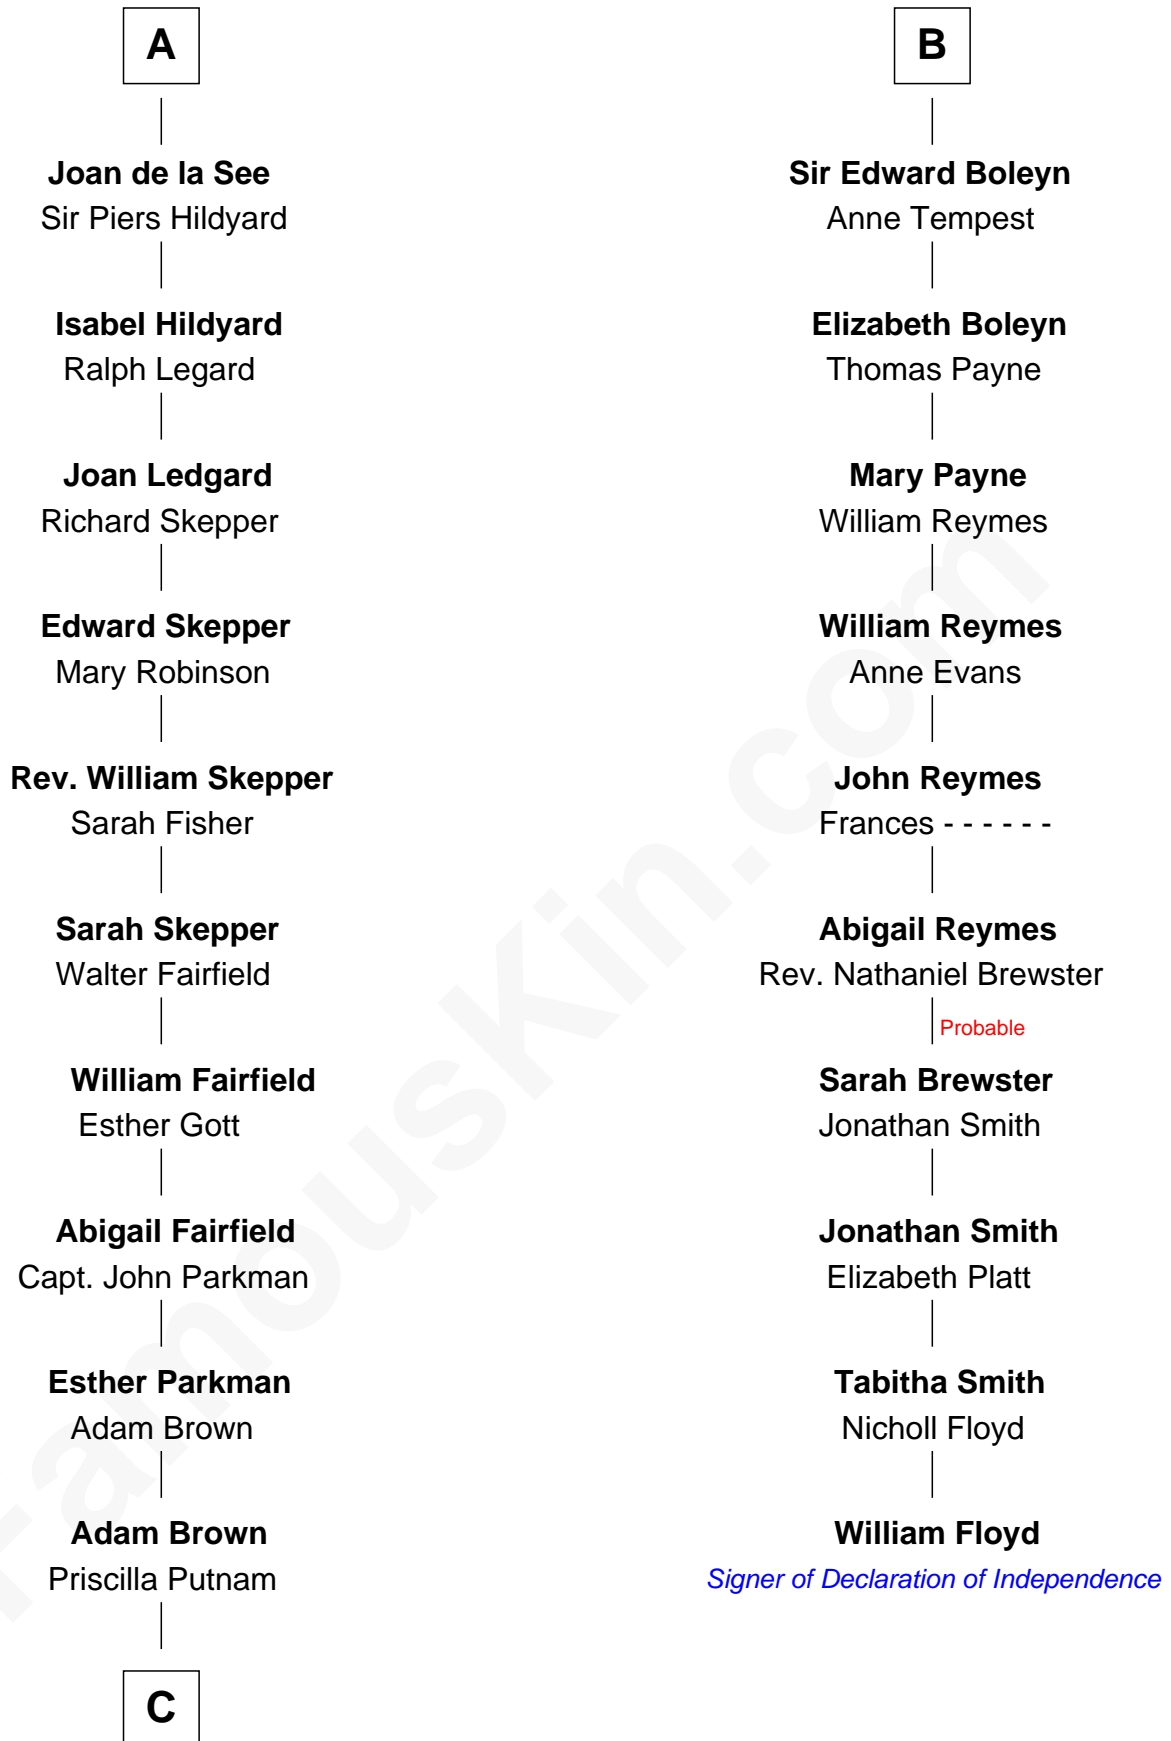 A
Joan de la See
Sir Piers Hildyard
Isabel Hildyard
Ralph Legard
Joan Ledgard
Richard Skepper
Edward Skepper
Mary Robinson
Rev. William Skepper
Sarah Fisher
Sarah Skepper
Walter Fairfield
William Fairfield
Esther Gott
Abigail Fairfield
Capt. John Parkman
Esther Parkman
Adam Brown
Adam Brown
Priscilla Putnam
C
B
Sir Edward Boleyn
Anne Tempest
Elizabeth Boleyn
Thomas Payne
Mary Payne
William Reymes
William Reymes
Anne Evans
John Reymes
Frances - - - - - -
Abigail Reymes
Rev. Nathaniel Brewster
Probable
Sarah Brewster
Jonathan Smith
Jonathan Smith
Elizabeth Platt
Tabitha Smith
Nicholl Floyd
William Floyd
Signer of Declaration of Independence
FamousKin.com